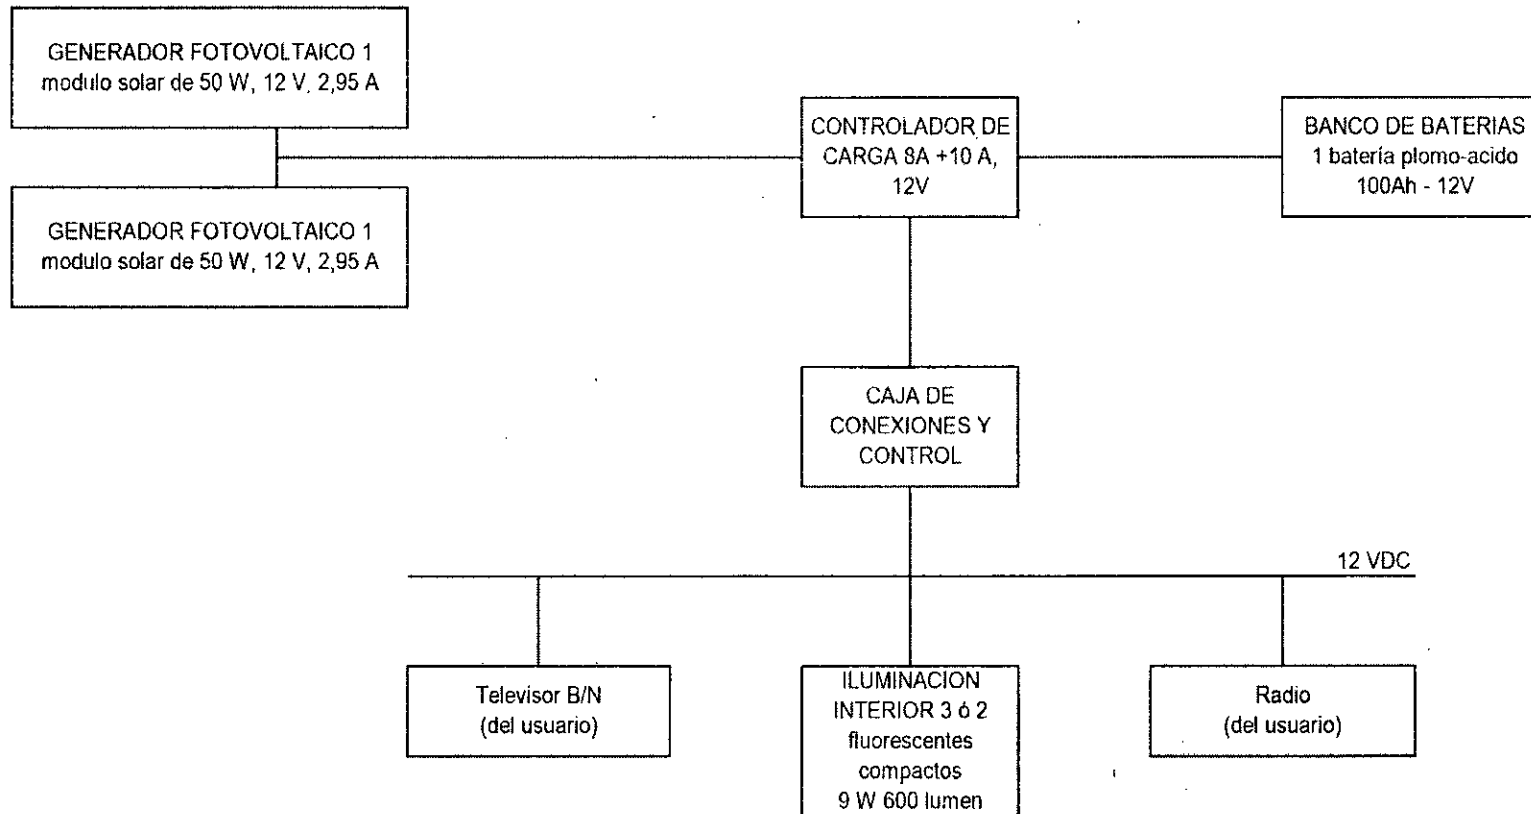 GENERADOR FOTOVOLTAICO 1
modulo solar de 50 W, 12 V, 2,95 A
GENERADOR FOTOVOLTAICO 1
modulo solar de 50 W, 12 V, 2,95 A
CONTROLADOR DE
CARGA 8A +10 A,
12V
BANCO DE BATERIAS
1 batería plomo-acido
100Ah - 12V
CAJA DE
CONEXIONES Y
CONTROL
12 VDC
Televisor B/N
(del usuario)
ILUMINACION
INTERIOR 3 ó 2
fluorescentes
compactos
9 W 600 lumen
Radio
(del usuario)